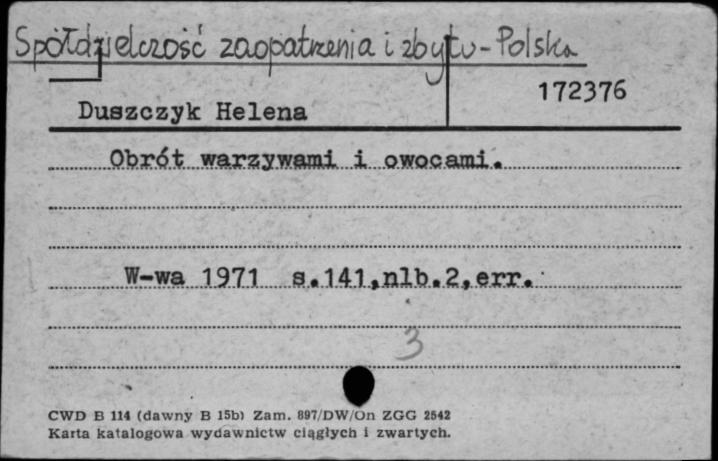 Spółdzielczość zaopatrzenia i zbytu - Polska
172376
Duszczyk Helena
Obrót warzywami i owocami.
W-wa 1971 s.141,nlb.2,err.
3
CWD B 114 (dawny B 15b) Zam. 897/DW/On ZGG 2542
Karta katalogowa wydawnictw ciągłych i zwartych.